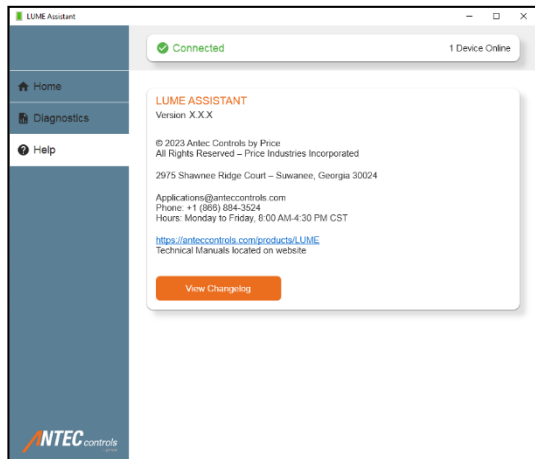 LUME Assistant
Connected
1 Device Online
Home
Diagnostics
Help
LUME ASSISTANT
Version X.X.X
© 2023 Antec Controls by Price
All Rights Reserved – Price Industries Incorporated
2975 Shawnee Ridge Court – Suwanee, Georgia 30024
Applications@anteccontrols.com
Phone: +1 (866) 884-3524
Hours: Monday to Friday, 8:00 AM-4:30 PM CST
https://anteccontrols.com/products/LUME
Technical Manuals located on website
View Changelog
ANTEC controls